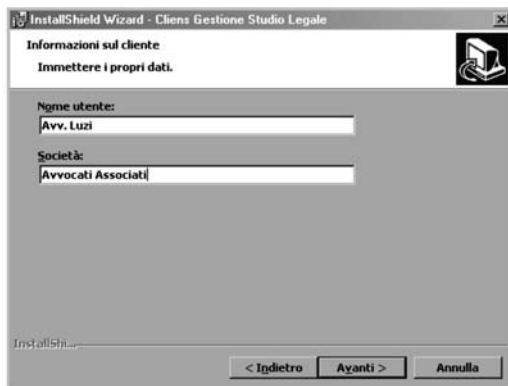 InstallShield Wizard - Cliens Gestione Studio Legale
Informazioni sul cliente
Immettere i propri dati.
Nome utente:
Avv. Luzi
Società:
Avvocati Associati
InstallShi...
< Indietro
Avanti >
Annulla